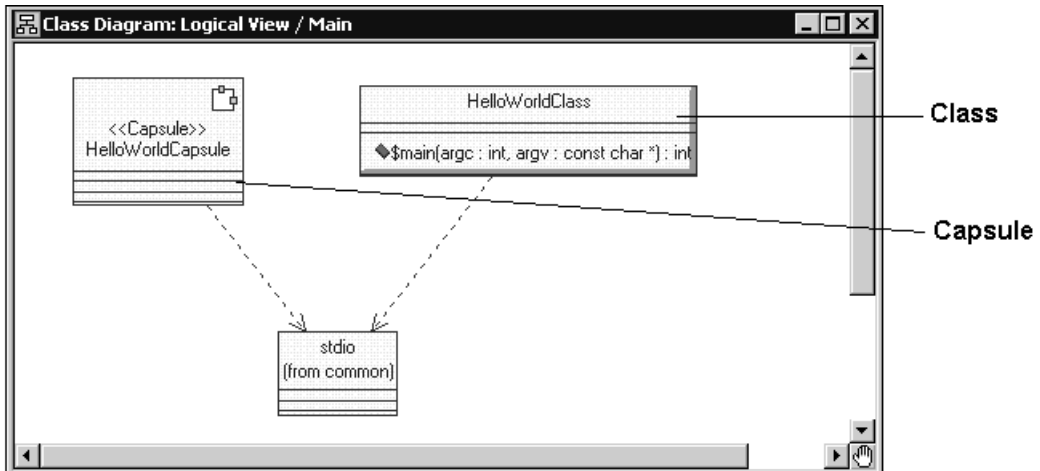 Class Diagram: Logical View / Main
<<Capsule>>
HelloWorldCapsule
HelloWorldClass
$main(argc : int, argv : const char *) : int
Class
Capsule
stdio
(from common)